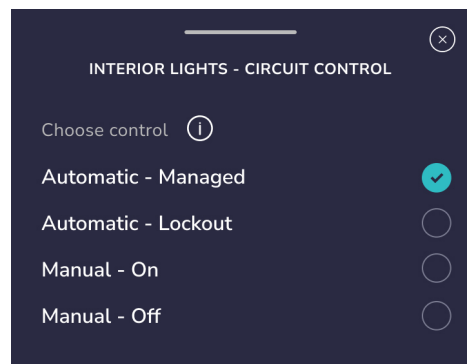 INTERIOR LIGHTS - CIRCUIT CONTROL
Choose control i
Automatic - Managed
Automatic - Lockout
Manual - On
Manual - Off